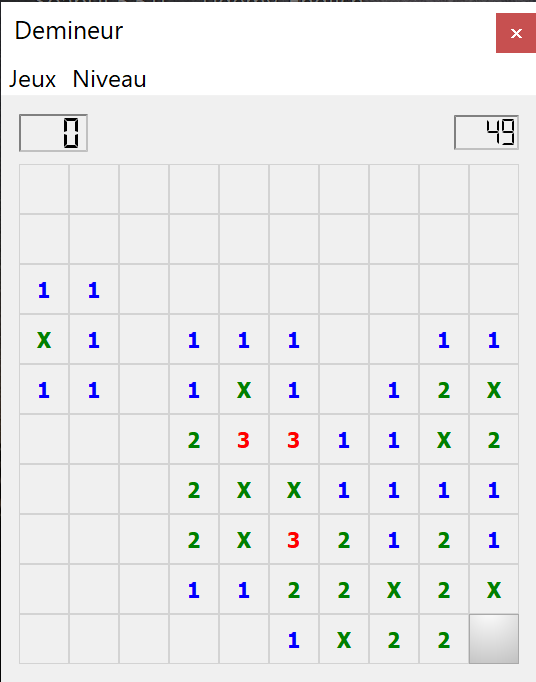 Demineur
Jeux Niveau
0 49
1 1
X 1 1 1 1 1 1
1 1 1 X 1 1 2 X
2 3 3 1 1 X 2
2 X X 1 1 1 1
2 X 3 2 1 2 1
1 1 2 2 X 2 X
1 X 2 2